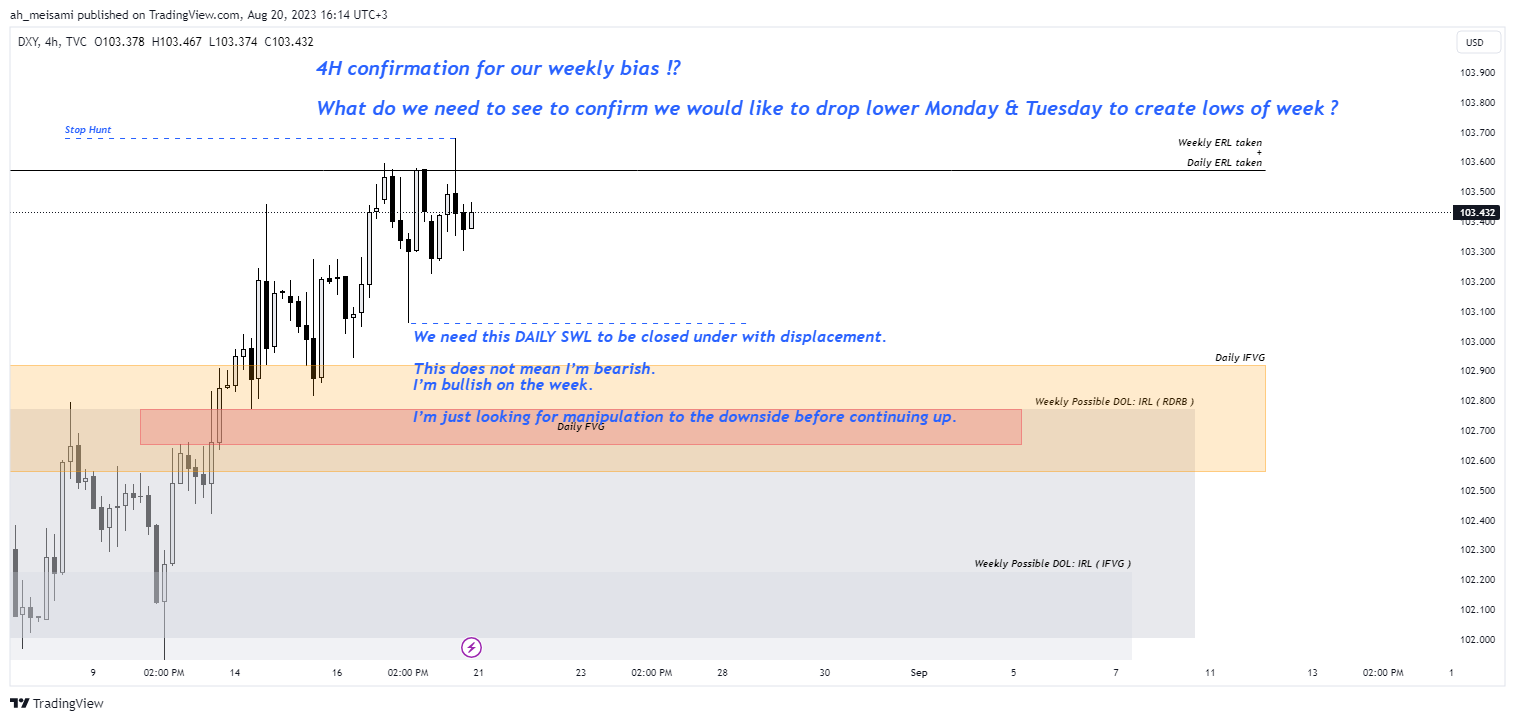 ah_meisami published on TradingView.com, Aug 20, 2023 16:14 UTC+3
DXY, 4h, TVC O103.378 H103.467 L103.374 C103.432
USD
4H confirmation for our weekly bias !?
What do we need to see to confirm we would like to drop lower Monday & Tuesday to create lows of week ?
Stop Hunt
Weekly ERL taken
+
Daily ERL taken
103.900
103.800
103.700
103.600
103.500
103.432
103.400
103.300
103.200
103.100
103.000
102.900
102.800
102.700
102.600
102.500
102.400
102.300
102.200
102.100
102.000
We need this DAILY SWL to be closed under with displacement.
Daily IFVG
This does not mean I'm bearish.
I'm bullish on the week.
Weekly Possible DOL: IRL ( RDRB )
I'm just looking for manipulation to the downside before continuing up.
Daily FVG
Weekly Possible DOL: IRL ( IFVG )
9 02:00 PM 14 16 02:00 PM 21 23 02:00 PM 28 30 Sep 5 7 11 13 02:00 PM 1
TradingView